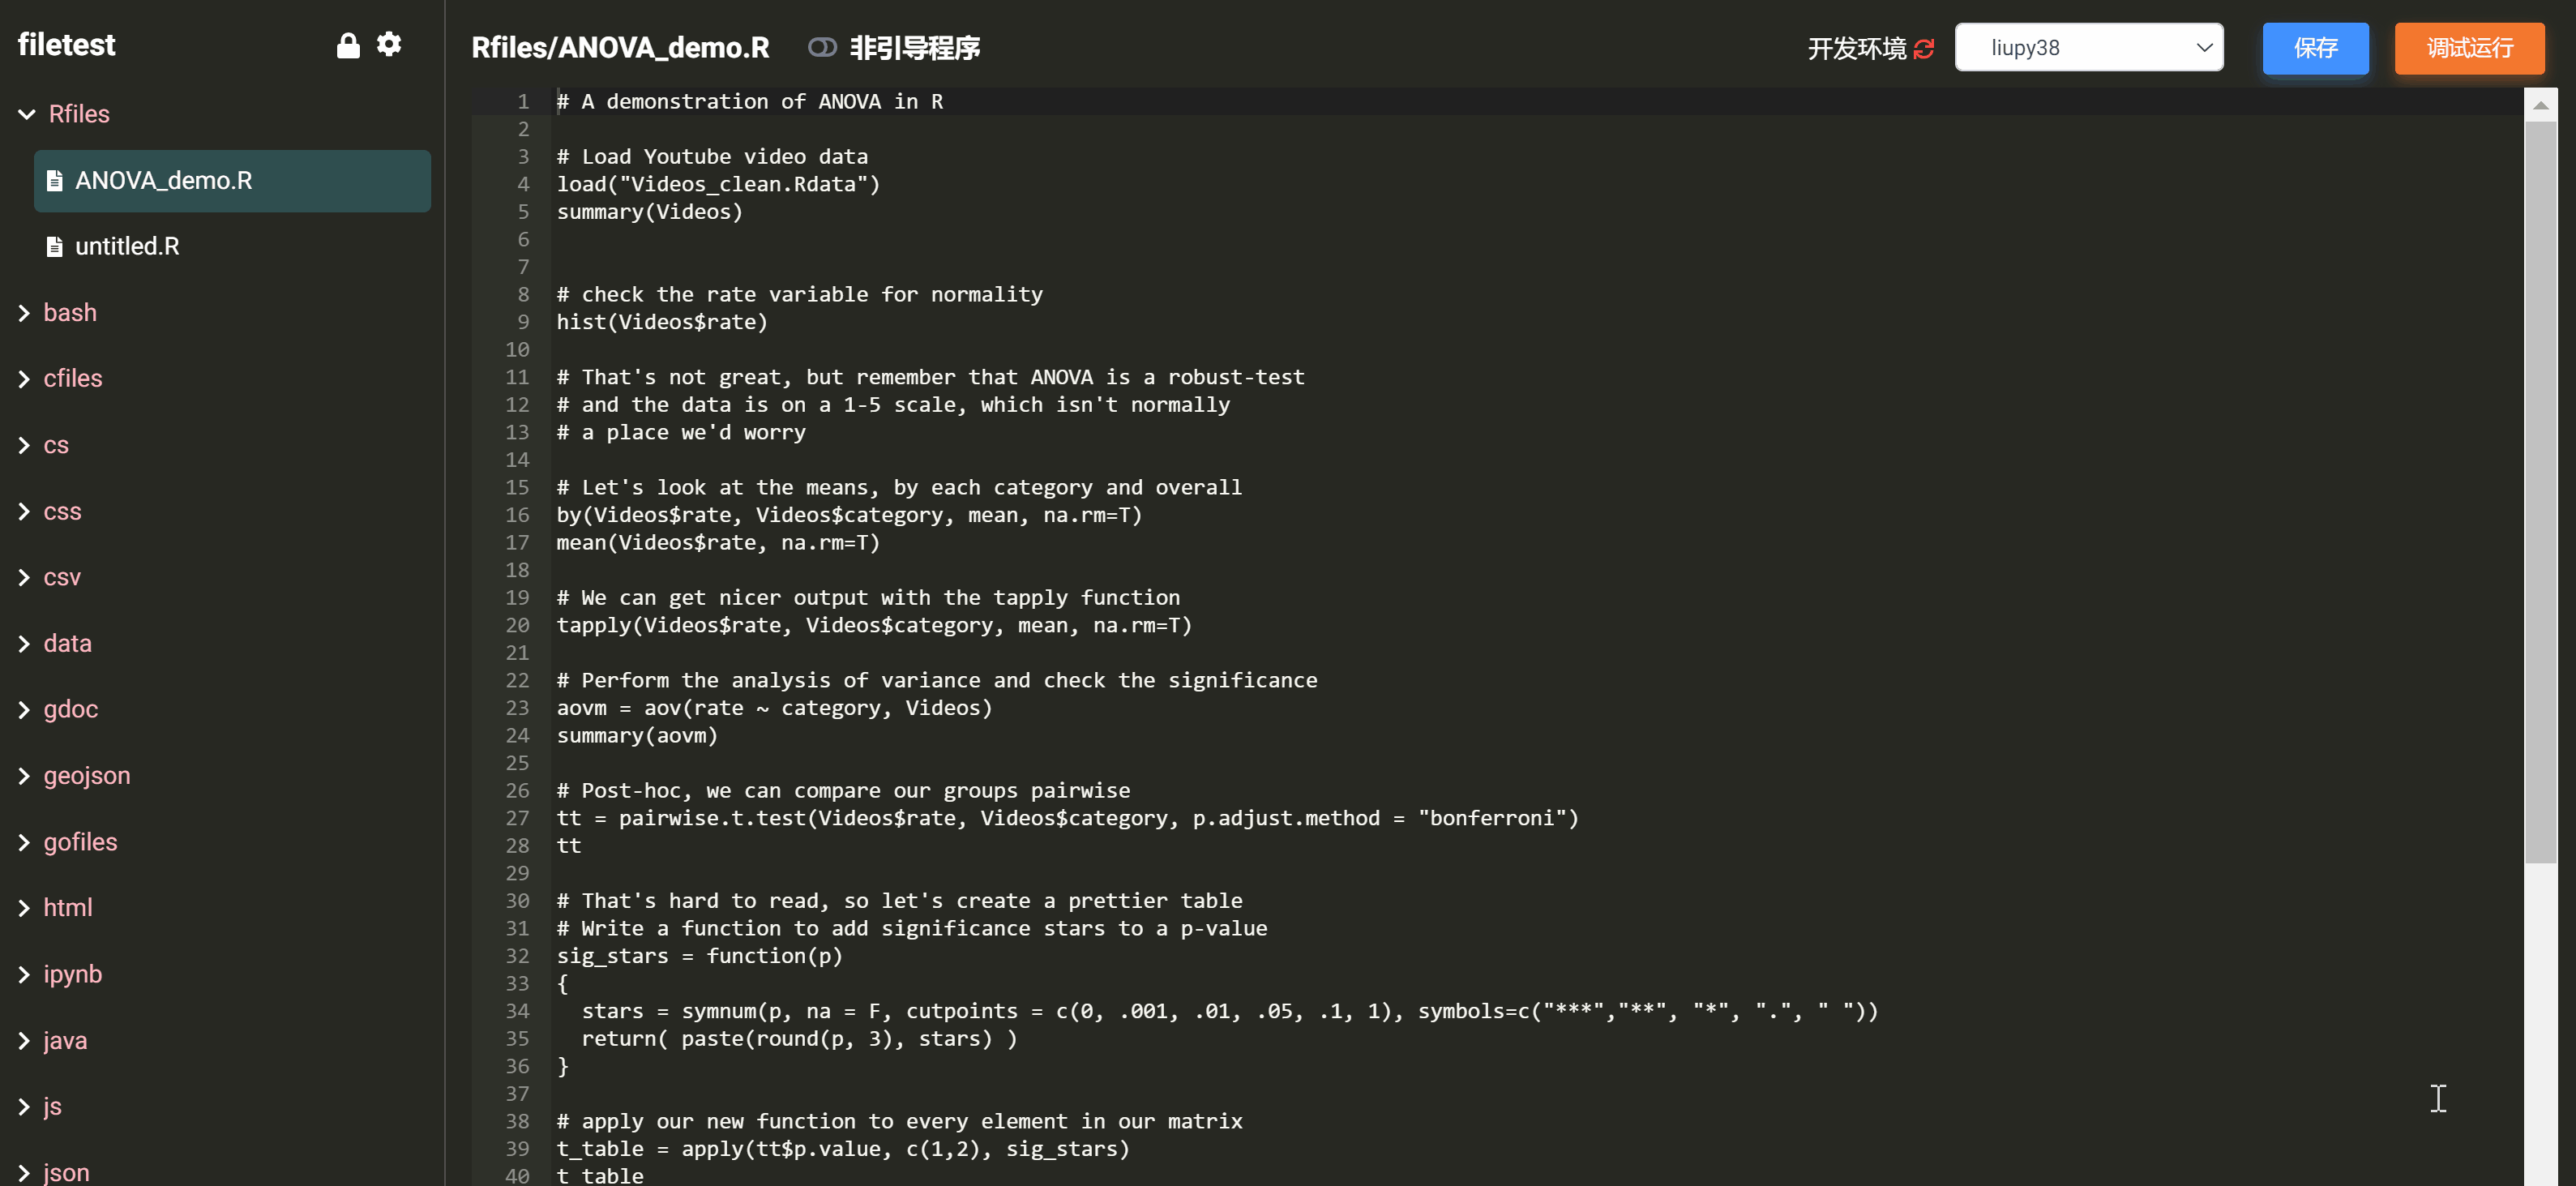 filetest
Rfiles
ANOVA_demo.R
untitled.R
bash
cfiles
cs
css
csv
data
gdoc
geojson
gofiles
html
ipynb
java
js
json
Rfiles/ANOVA_demo.R 非引导程序
开发环境 liupy38 保存 调试运行
1 # A demonstration of ANOVA in R
2
3 # Load Youtube video data
4 load("Videos_clean.Rdata")
5 summary(Videos)
6
7
8 # check the rate variable for normality
9 hist(Videos$rate)
10
11 # That's not great, but remember that ANOVA is a robust-test
12 # and the data is on a 1-5 scale, which isn't normally
13 # a place we'd worry
14
15 # Let's look at the means, by each category and overall
16 by(Videos$rate, Videos$category, mean, na.rm=T)
17 mean(Videos$rate, na.rm=T)
18
19 # We can get nicer output with the tapply function
20 tapply(Videos$rate, Videos$category, mean, na.rm=T)
21
22 # Perform the analysis of variance and check the significance
23 aovm = aov(rate ~ category, Videos)
24 summary(aovm)
25
26 # Post-hoc, we can compare our groups pairwise
27 tt = pairwise.t.test(Videos$rate, Videos$category, p.adjust.method = "bonferroni")
28 tt
29
30 # That's hard to read, so let's create a prettier table
31 # Write a function to add significance stars to a p-value
32 sig_stars = function(p)
33 {
34   stars = symnum(p, na = F, cutpoints = c(0, .001, .01, .05, .1, 1), symbols=c("***","**", "*", ".", " "))
35   return( paste(round(p, 3), stars) )
36 }
37
38 # apply our new function to every element in our matrix
39 t_table = apply(tt$p.value, c(1,2), sig_stars)
40 t_table